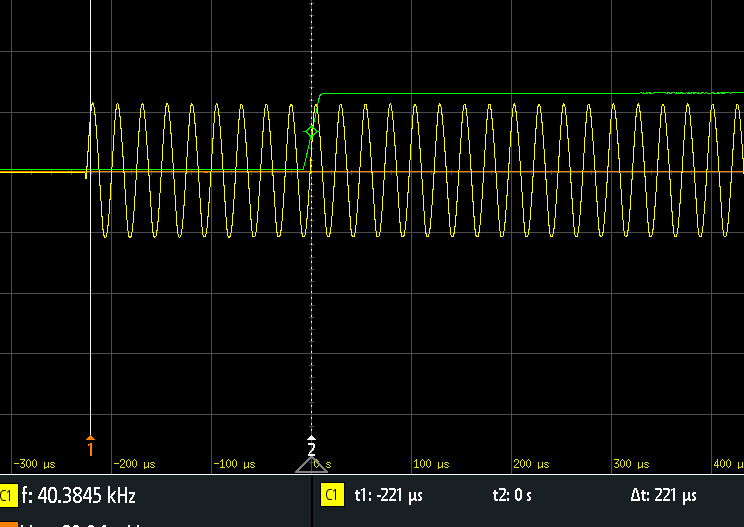 1
2
-300 µs
-200 µs
-100 µs
0 s
100 µs
200 µs
300 µs
400 µ
C1 f: 40.3845 kHz
C1 t1: -221 µs t2: 0 s Δt: 221 µs